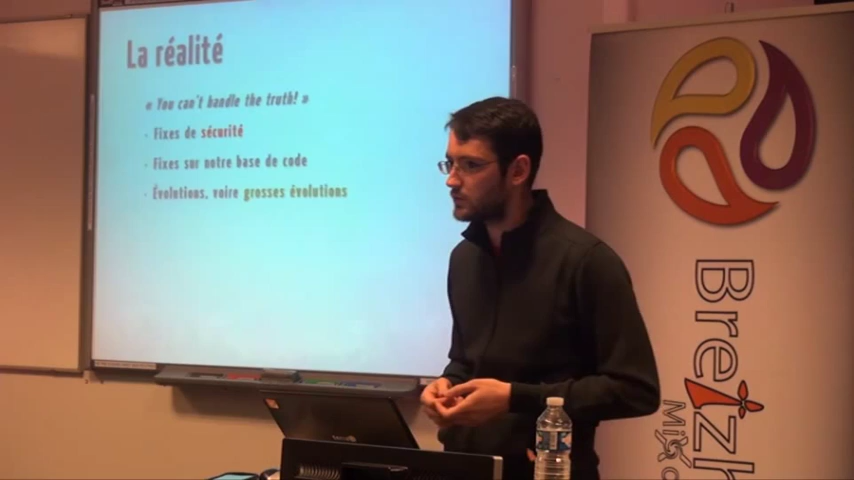 La réalité
« You can't handle the truth! »
- Fixes de sécurité
- Fixes sur notre base de code
- Évolutions, voire grosses évolutions
Breizh